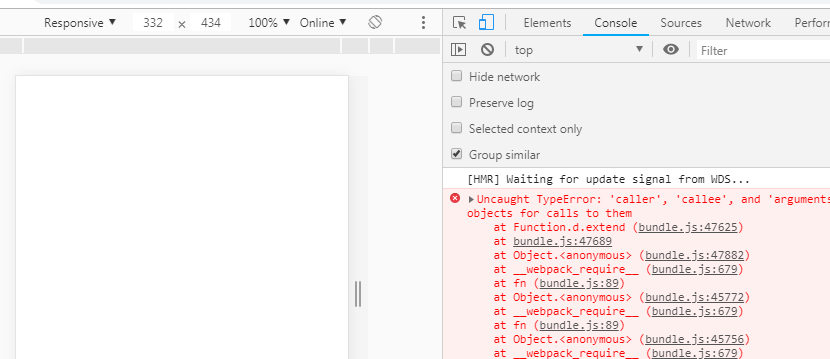 Responsive ▼ 332 × 434 100% ▼ Online ▼
Elements Console Sources Network Perform
top ▼ Filter
Hide network
Preserve log
Selected context only
Group similar
[HMR] Waiting for update signal from WDS...
Uncaught TypeError: 'caller', 'callee', and 'arguments
objects for calls to them
at Function.d.extend (bundle.js:47625)
at bundle.js:47689
at Object.<anonymous> (bundle.js:47882)
at __webpack_require__ (bundle.js:679)
at fn (bundle.js:89)
at Object.<anonymous> (bundle.js:45772)
at __webpack_require__ (bundle.js:679)
at fn (bundle.js:89)
at Object.<anonymous> (bundle.js:45756)
at __webpack_require__ (bundle.js:679)